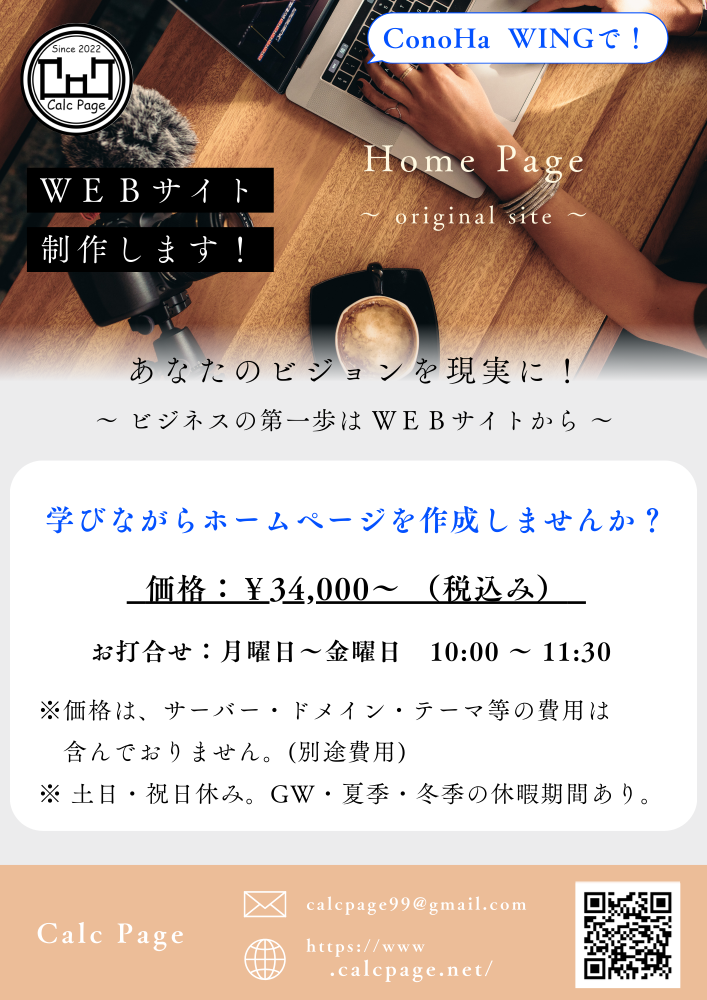 Since 2022
Calc Page
ConoHa WINGで！
Home Page
～ original site ～
ＷＥＢサイト
制作します！
あなたのビジョンを現実に！
～ ビジネスの第一歩はＷＥＢサイトから ～
学びながらホームページを作成しませんか？
価格：￥34,000～ （税込み）
お打合せ：月曜日～金曜日　10:00 ～ 11:30
※価格は、サーバー・ドメイン・テーマ等の費用は
含んでおりません。(別途費用)
※ 土日・祝日休み。GW・夏季・冬季の休暇期間あり。
Calc Page
calcpage99@gmail.com
https://www
.calcpage.net/